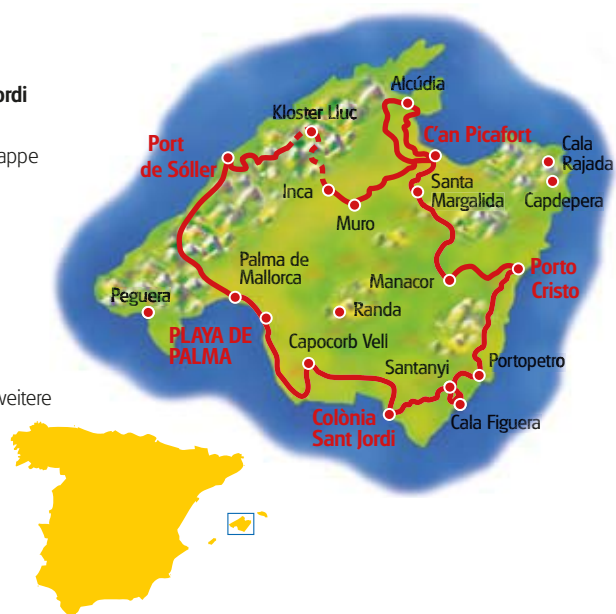 ordi
appe
weitere
Alcúdia
Kloster Lluc
C'an Picafort
Port
de Sóller
Cala
Rajada
Capdepera
Inca
Muro
Santa
Margalida
Palma de
Mallorca
Manacor
Porto
Cristo
Peguera
Randa
PLAYA DE
PALMA
Capocorb Vell
Santanyi
Portopetro
Colònia
Sant Jordi
Cala Figuera